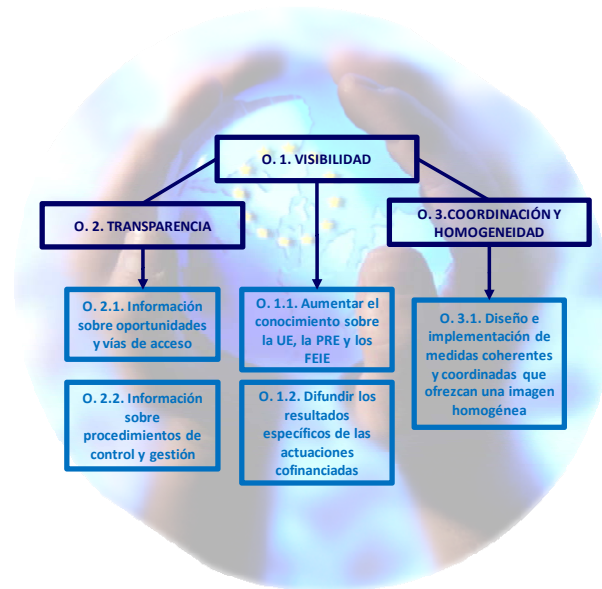 O. 1. VISIBILIDAD
O. 2. TRANSPARENCIA
O. 3.COORDINACIÓN Y
HOMOGENEIDAD
O. 2.1. Información
sobre oportunidades
y vías de acceso
O. 2.2. Información
sobre
procedimientos de
control y gestión
O. 1.1. Aumentar el
conocimiento sobre
la UE, la PRE y los
FEIE
O. 1.2. Difundir los
resultados
específicos de las
actuaciones
cofinanciadas
O. 3.1. Diseño e
implementación de
medidas coherentes
y coordinadas que
ofrezcan una imagen
homogénea